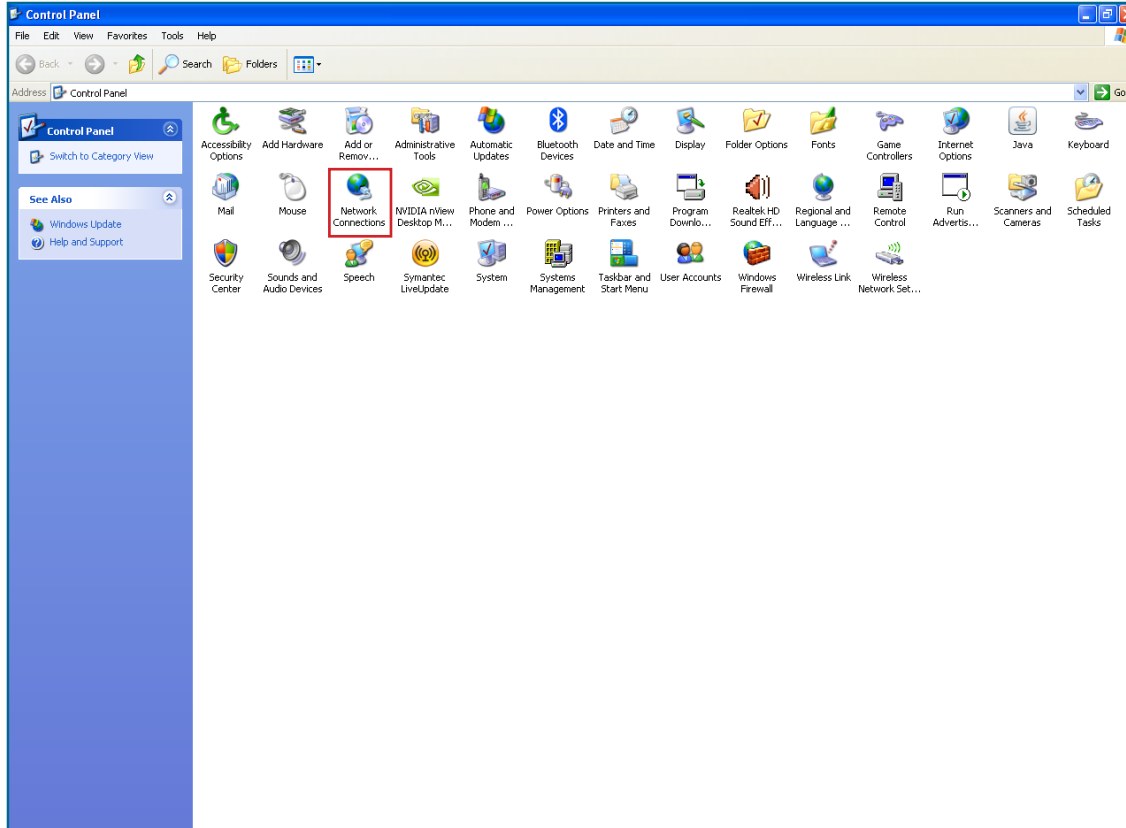 Control Panel
File Edit View Favorites Tools Help
Back Search Folders
Address Control Panel Go
Control Panel
Switch to Category View
See Also
Windows Update
Help and Support
Accessibility Options
Add Hardware
Add or Remov...
Administrative Tools
Automatic Updates
Bluetooth Devices
Date and Time
Display
Folder Options
Fonts
Game Controllers
Internet Options
Java
Keyboard
Mail
Mouse
Network Connections
NVIDIA nView Desktop M...
Phone and Modem ...
Power Options
Printers and Faxes
Program Downlo...
Realtek HD Sound Eff...
Regional and Language ...
Remote Control
Run Advertis...
Scanners and Cameras
Scheduled Tasks
Security Center
Sounds and Audio Devices
Speech
Symantec LiveUpdate
System
Systems Management
Taskbar and Start Menu
User Accounts
Windows Firewall
Wireless Link
Wireless Network Set...